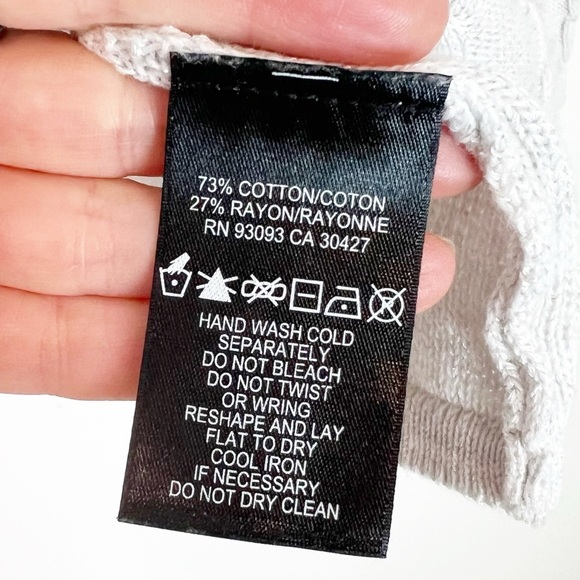 73% COTTON/COTON
27% RAYON/RAYONNE
RN 93093 CA 30427
HAND WASH COLD
SEPARATELY
DO NOT BLEACH
DO NOT TWIST
OR WRING
RESHAPE AND LAY
FLAT TO DRY
COOL IRON
IF NECESSARY
DO NOT DRY CLEAN